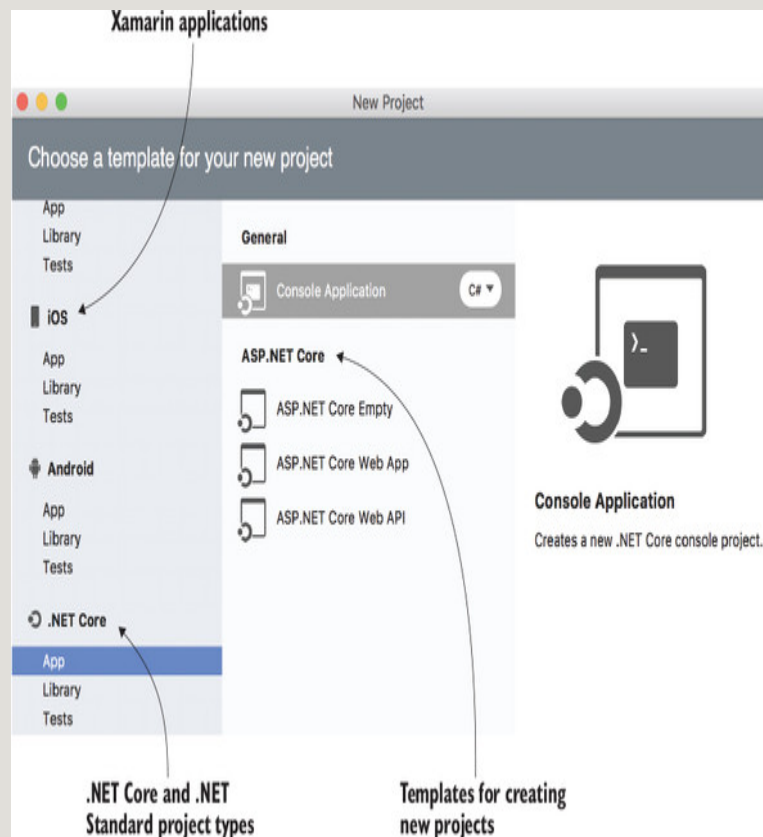 Xamarin applications
New Project
Choose a template for your new project
App
Library
Tests
iOS
App
Library
Tests
Android
App
Library
Tests
.NET Core
App
Library
Tests
General
Console Application
C#
ASP.NET Core
ASP.NET Core Empty
ASP.NET Core Web App
ASP.NET Core Web API
>_
Console Application
Creates a new .NET Core console project.
.NET Core and .NET
Standard project types
Templates for creating
new projects